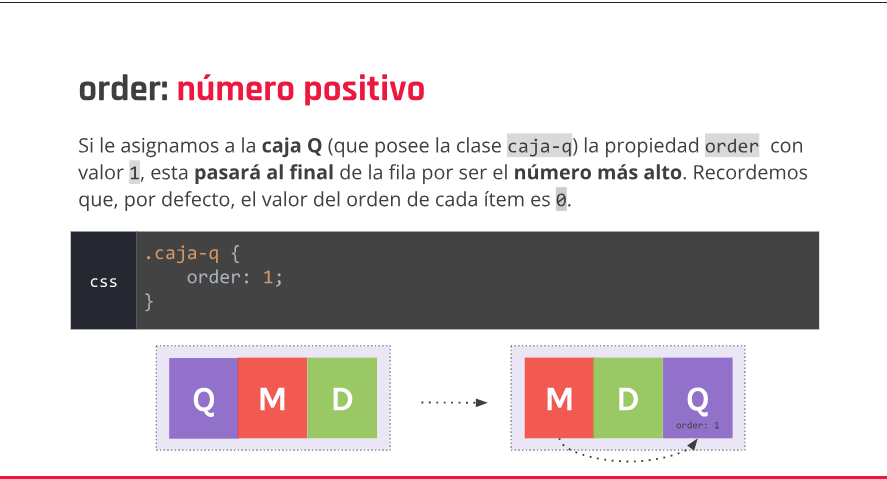 order: número positivo
Si le asignamos a la caja Q (que posee la clase caja-q) la propiedad order con
valor 1, esta pasará al final de la fila por ser el número más alto. Recordemos
que, por defecto, el valor del orden de cada ítem es 0.
css
.caja-q {
    order: 1;
}
Q M D
M D Q
order: 1